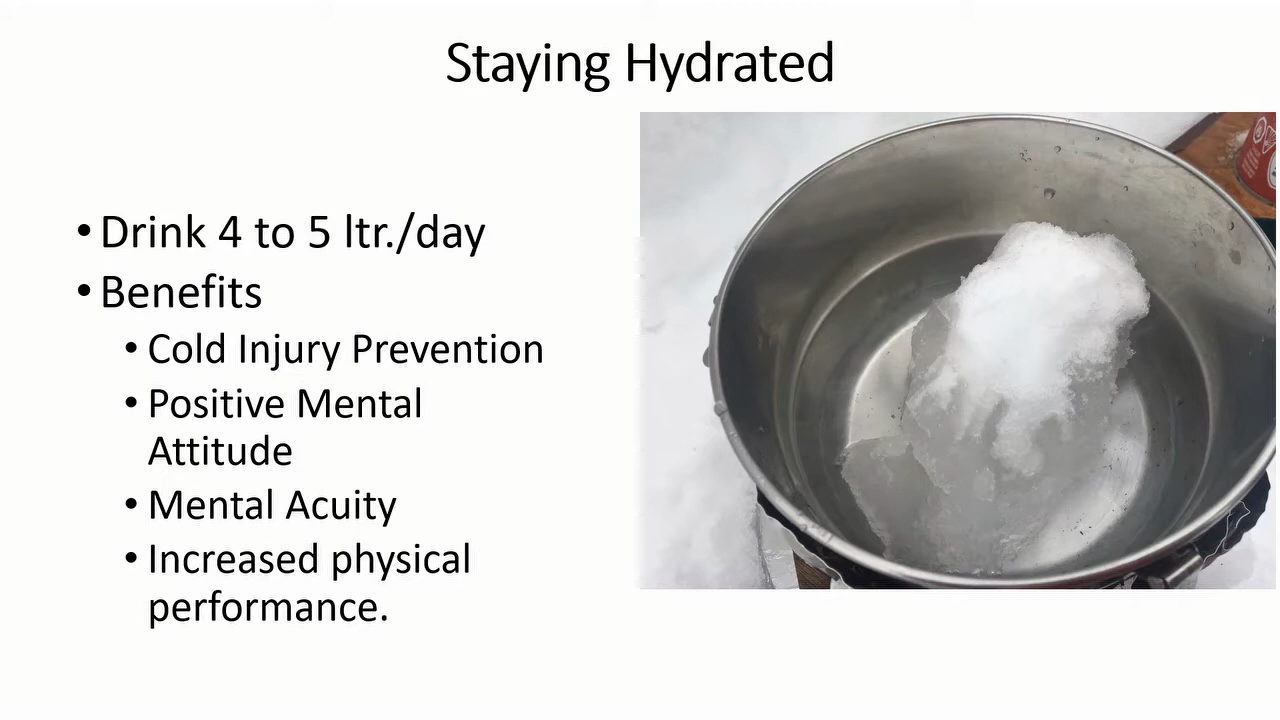 Staying Hydrated
• Drink 4 to 5 ltr./day
• Benefits
• Cold Injury Prevention
• Positive Mental
Attitude
• Mental Acuity
• Increased physical
performance.